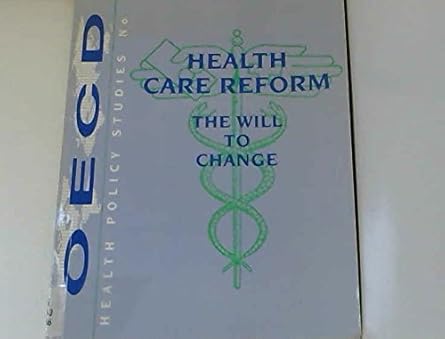 OECD
HEALTH POLICY STUDIES No
HEALTH
CARE REFORM
THE WILL
TO
CHANGE